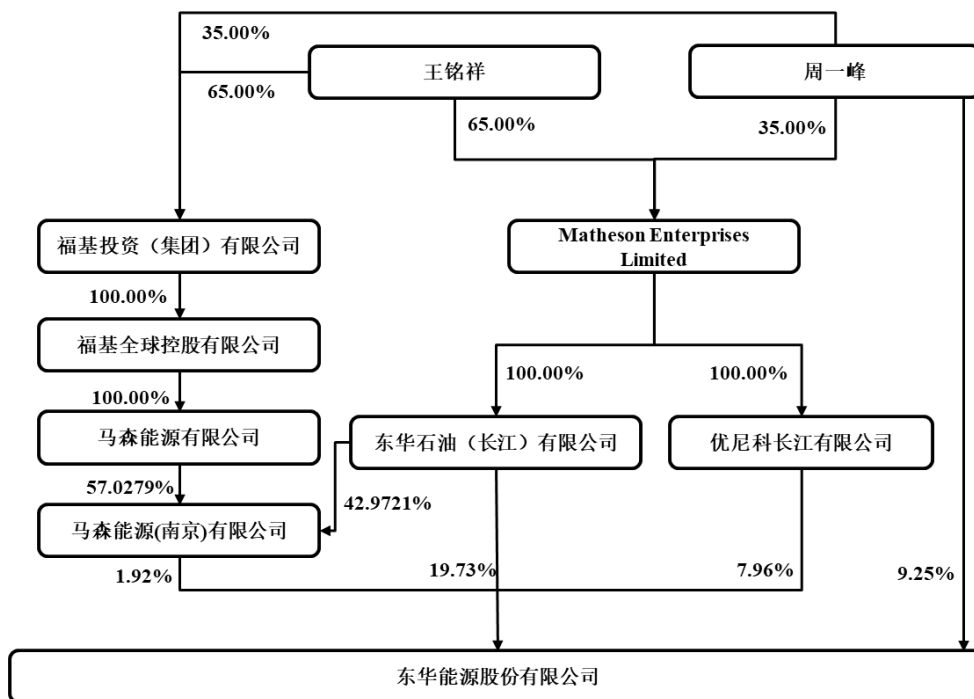 35.00%
王铭祥
周一峰
65.00%
65.00%
35.00%
福基投资（集团）有限公司
Matheson Enterprises
Limited
100.00%
福基全球控股有限公司
100.00%
100.00%
100.00%
马森能源有限公司
东华石油（长江）有限公司
优尼科长江有限公司
57.0279%
42.9721%
马森能源(南京)有限公司
1.92%
19.73%
7.96%
9.25%
东华能源股份有限公司